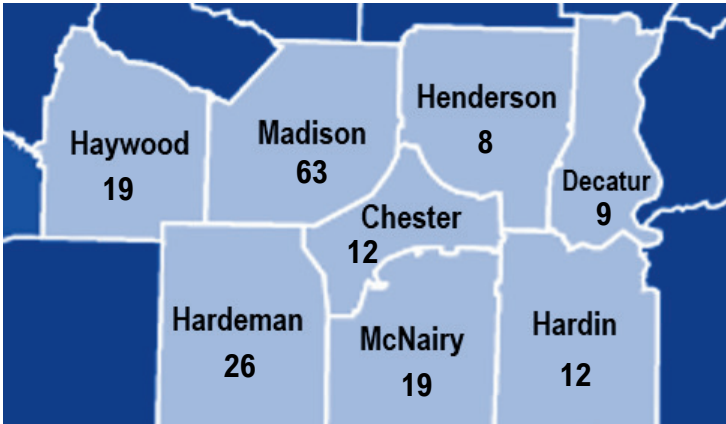 Haywood
19
Madison
63
Henderson
8
Decatur
9
Chester
12
Hardeman
26
McNairy
19
Hardin
12